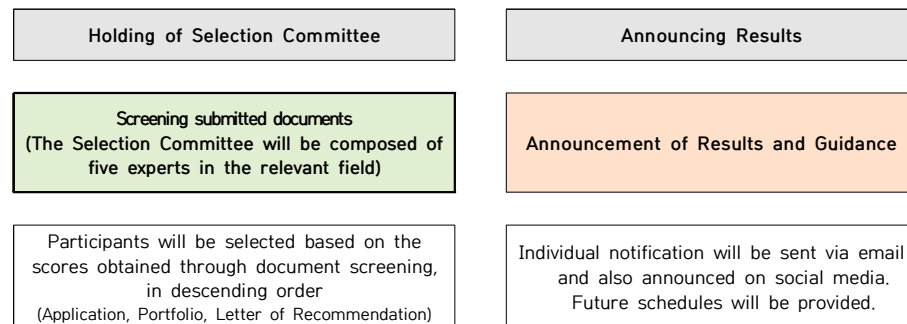 Holding of Selection Committee
Screening submitted documents
(The Selection Committee will be composed of
five experts in the relevant field)
Participants will be selected based on the
scores obtained through document screening,
in descending order
(Application, Portfolio, Letter of Recommendation)
Announcing Results
Announcement of Results and Guidance
Individual notification will be sent via email
and also announced on social media.
Future schedules will be provided.